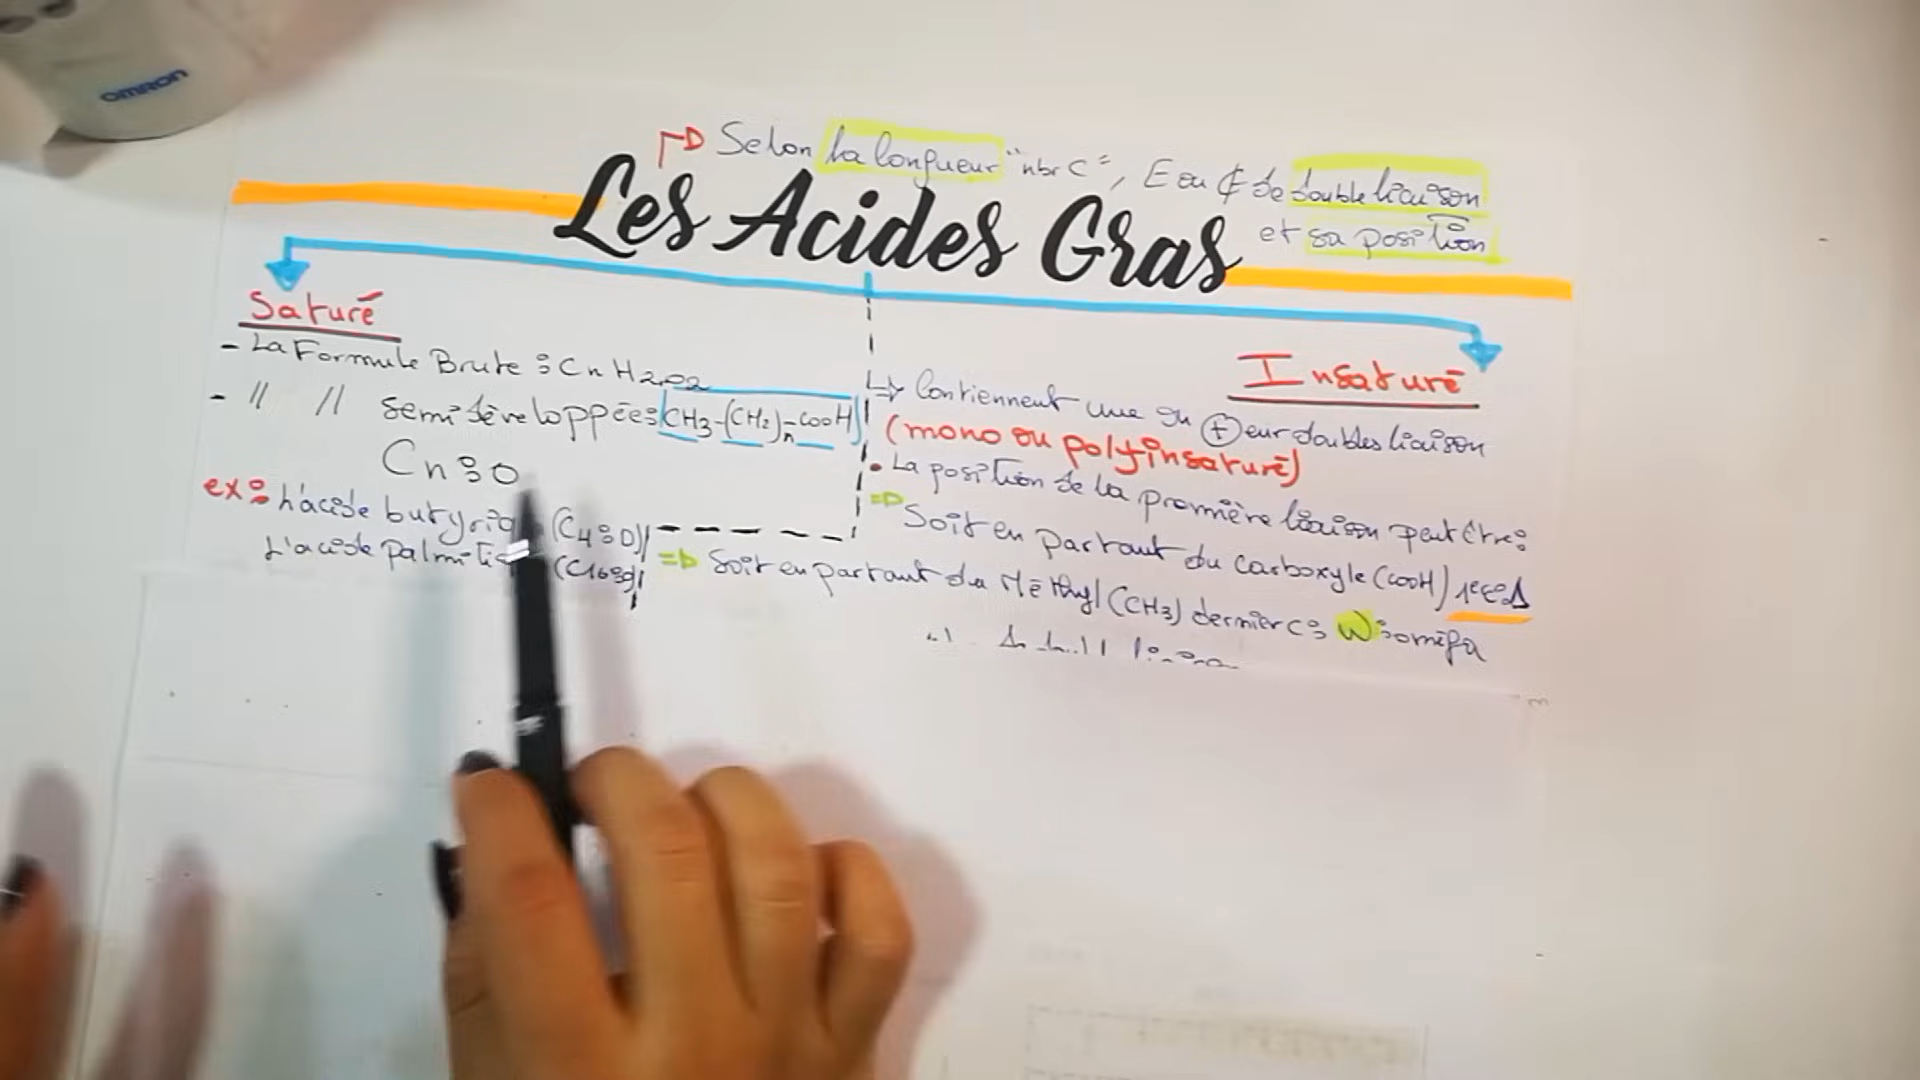 OMRON
Selon la longueur "nbr C", E ou ₵ de double liaison
et sa position
Les Acides Gras
Saturé
- La Formule Brute : CnH2nO2
- // // semi développées CH3-(CH2)n-COOH
Cn:0
ex: L'acide butyriq (C4:0)
L'acide palmitiq (C16:0)
Insaturé
Contiennent une ou (+)eur doubles liaison
(mono ou polyinsaturé)
• La position de la première liaison peut être:
=D Soit en partant du carboxyle (COOH) 1er C: Δ
=D Soit en partant du Méthyl (CH3) dernier C: W: oméga